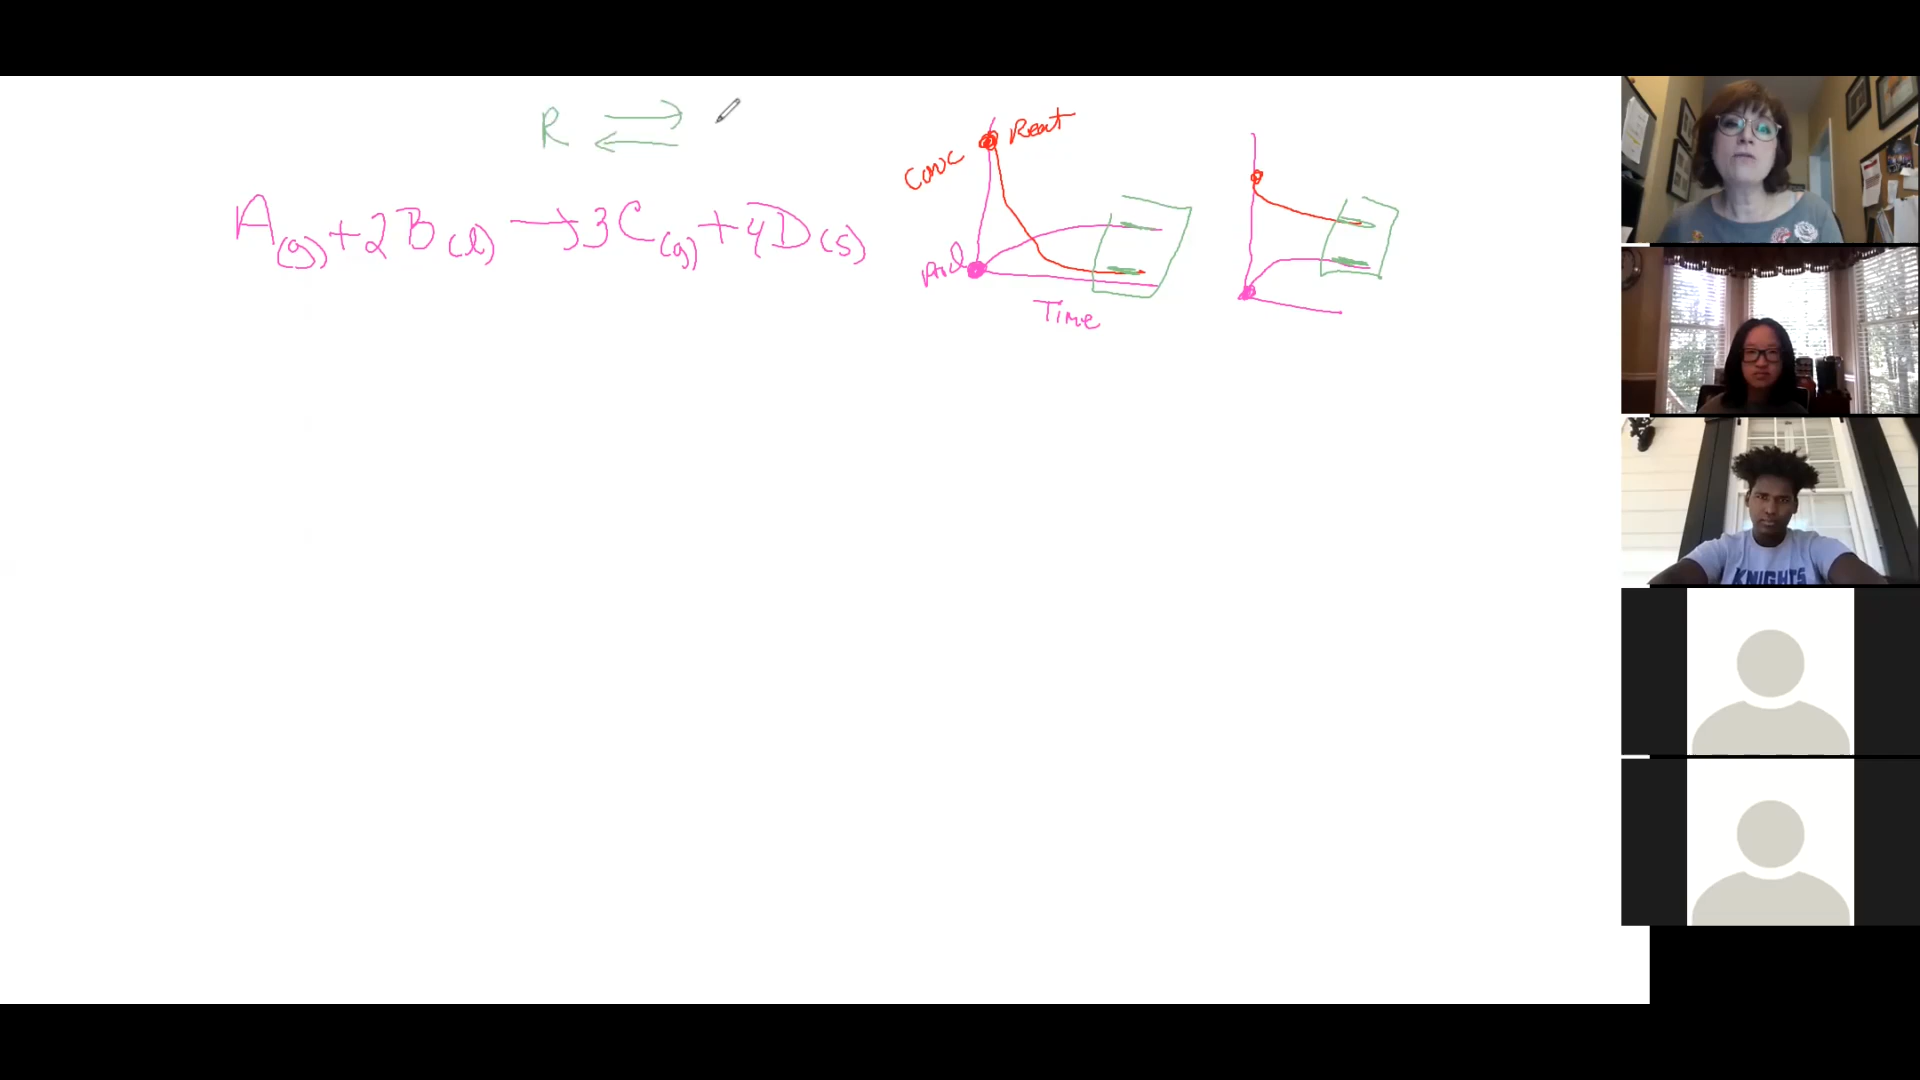 R ⇌
A(g) + 2B(l) → 3C(g) + 4D(s)
React
Conc
Prod
Time
KNIGHTS